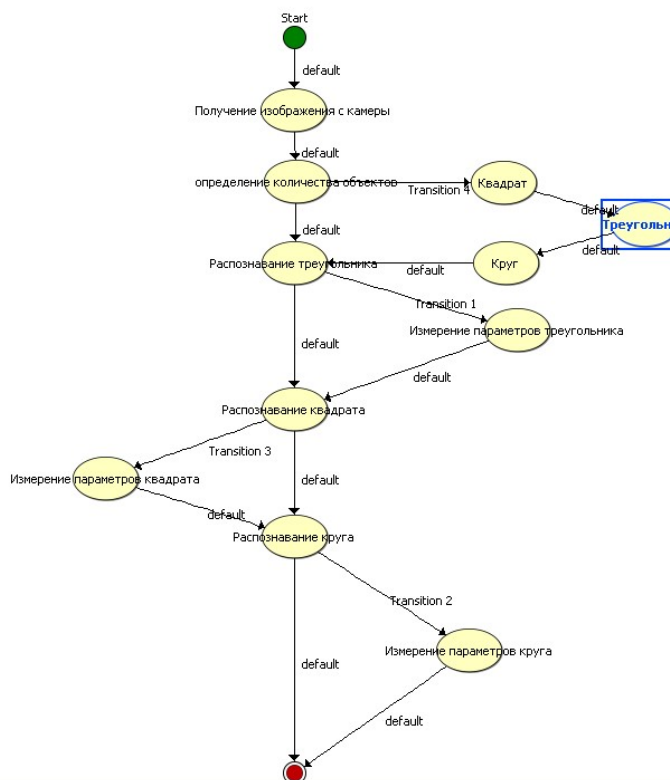 Start
default
Получение изображения с камеры
default
определение количества объектов
Transition 4
Квадрат
default
default
Треугольн
default
Круг
default
Распознавание треугольника
Transition 1
Измерение параметров треугольника
default
default
Распознавание квадрата
Transition 3
default
Измерение параметров квадрата
default
Распознавание круга
Transition 2
Измерение параметров круга
default
default